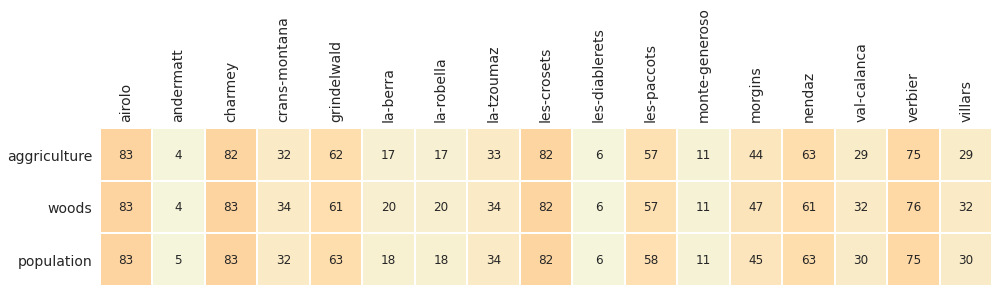 airolo andermatt charmey crans-montana grindelwald la-berra la-robella la-tzoumaz les-crosets les-diablerets les-paccots monte-generoso morgins nendaz val-calanca verbier villars
aggriculture 83 4 82 32 62 17 17 33 82 6 57 11 44 63 29 75 29
woods 83 4 83 34 61 20 20 34 82 6 57 11 47 61 32 76 32
population 83 5 83 32 63 18 18 34 82 6 58 11 45 63 30 75 30